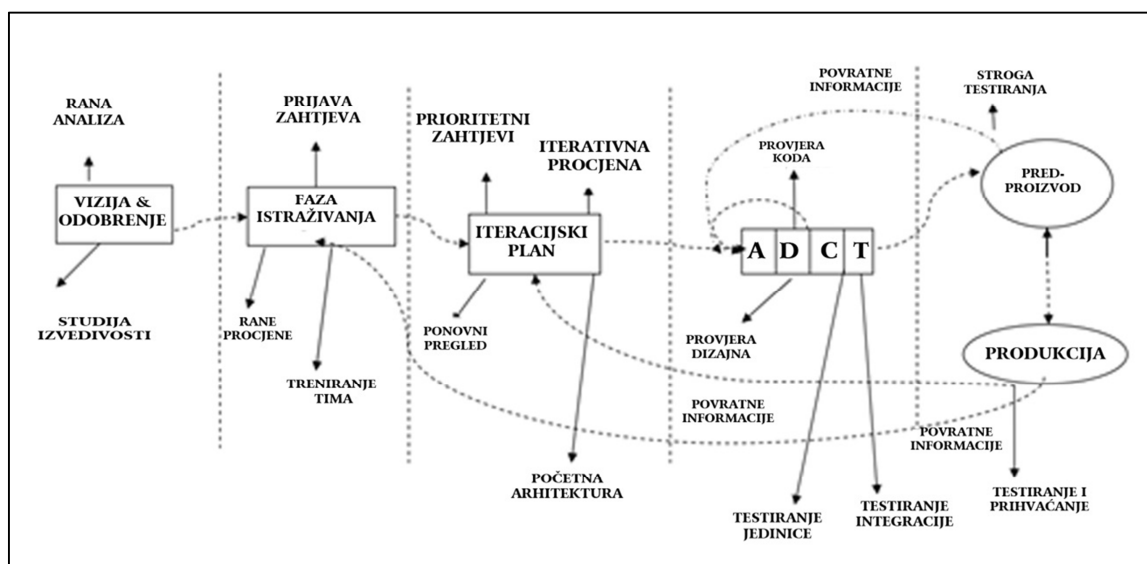 RANA
ANALIZA
VIZIJA &
ODOBRENJE
STUDIJA
IZVEDIVOSTI
PRIJAVA
ZAHTJEVA
FAZA
ISTRAŽIVANJA
RANE
PROCJENE
TRENIRANJE
TIMA
PRIORITETNI
ZAHTJEVI
ITERATIVNA
PROCJENA
ITERACIJSKI
PLAN
PONOVNI
PREGLED
POČETNA
ARHITEKTURA
POVRATNE
INFORMACIJE
PROVJERA
KODA
A D C T
PROVJERA
DIZAJNA
POVRATNE
INFORMACIJE
TESTIRANJE
JEDINICE
TESTIRANJE
INTEGRACIJE
STROGA
TESTIRANJA
PRED-
PROIZVOD
PRODUKCIJA
POVRATNE
INFORMACIJE
TESTIRANJE I
PRIHVAĆANJE